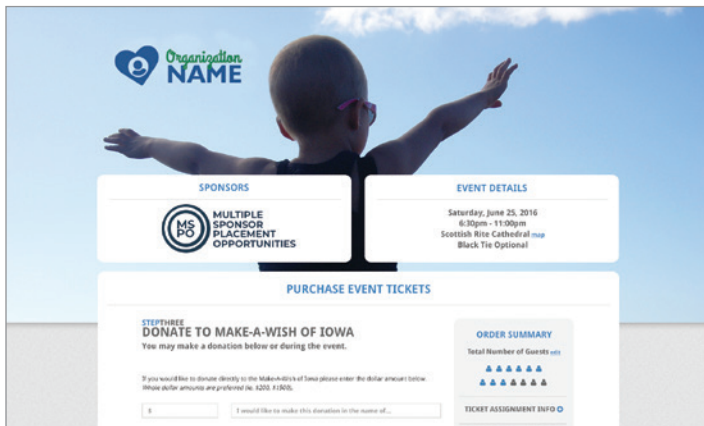 Organization
NAME
SPONSORS
MS
PO
MULTIPLE
SPONSOR
PLACEMENT
OPPORTUNITIES
EVENT DETAILS
Saturday, June 25, 2016
6:30pm - 11:00pm
Scottish Rite Cathedral map
Black Tie Optional
PURCHASE EVENT TICKETS
STEPTHREE
DONATE TO MAKE-A-WISH OF IOWA
You may make a donation below or during the event.
If you would like to donate directly to the Make-A-Wish of Iowa please enter the dollar amount below.
Whole dollar amounts are preferred (ie. $200, $1500).
$
I would like to make this donation in the name of...
ORDER SUMMARY
Total Number of Guests edit
TICKET ASSIGNMENT INFO